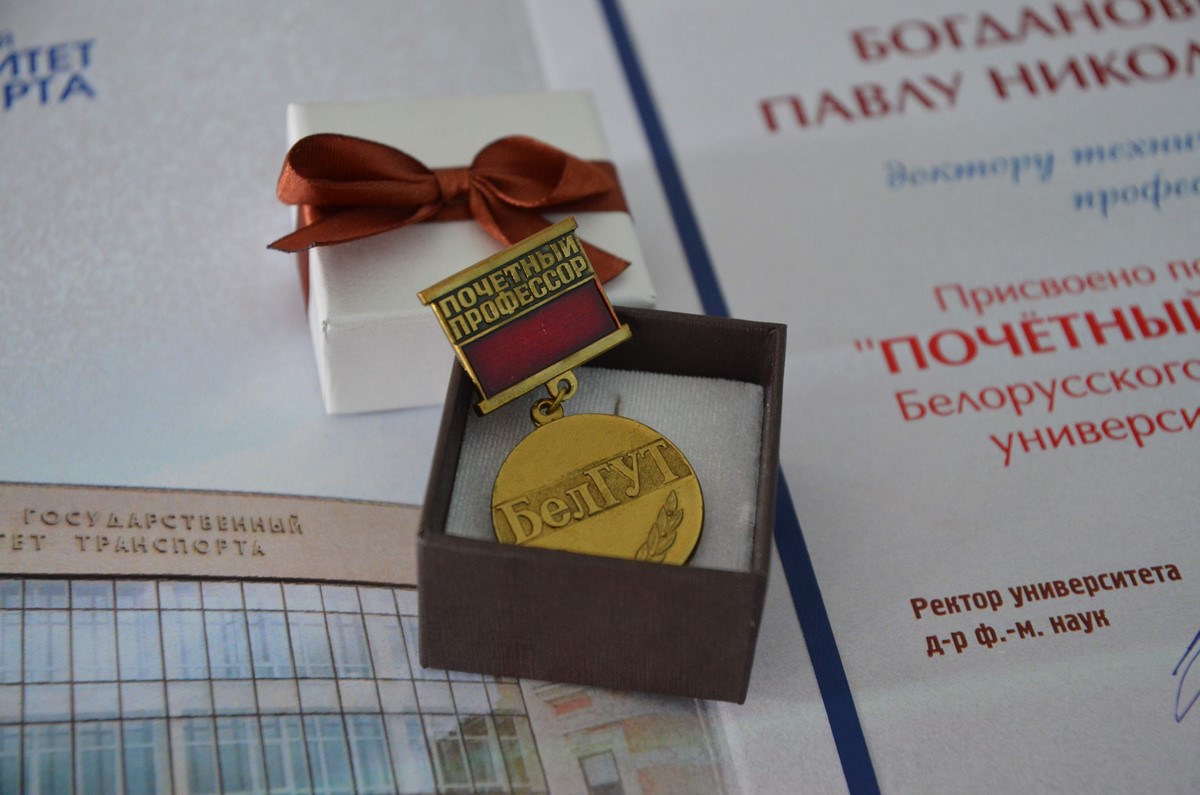 ИТЕТ
РТА
БОГДАНОВ
ПАВЛУ НИКОЛ
доктору техни
профес
Присвоено по
"ПОЧЁТНЫЙ
Белорусского
университ
Ректор университета
д-р ф.-м. наук
ПОЧЕТНЫЙ
ПРОФЕССОР
БелГУТ
ГОСУДАРСТВЕННЫЙ
ТЕТ ТРАНСПОРТА